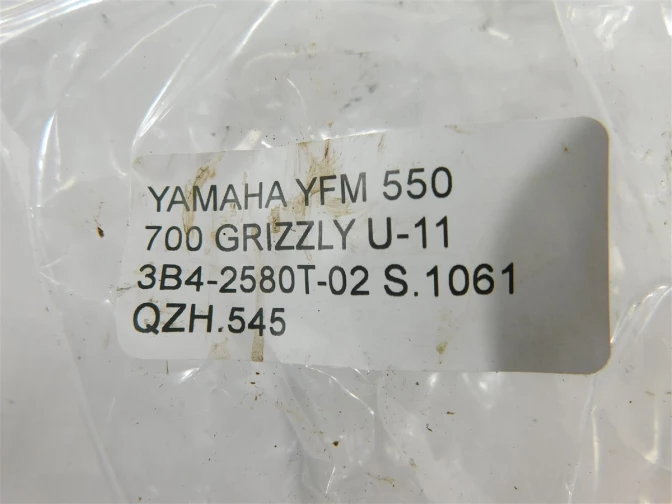 YAMAHA YFM 550
700 GRIZZLY U-11
3B4-2580T-02 S.1061
QZH.545